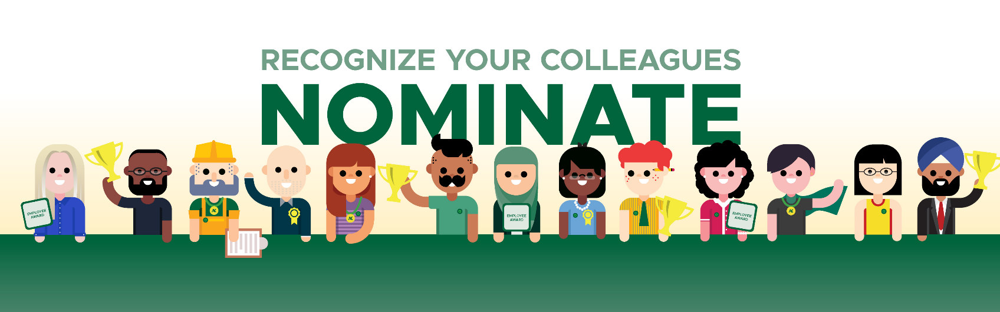 RECOGNIZE YOUR COLLEAGUES
NOMINATE
EMPLOYEE
AWARD
EMPLOYEE
AWARD
EMPLOYEE
AWARD